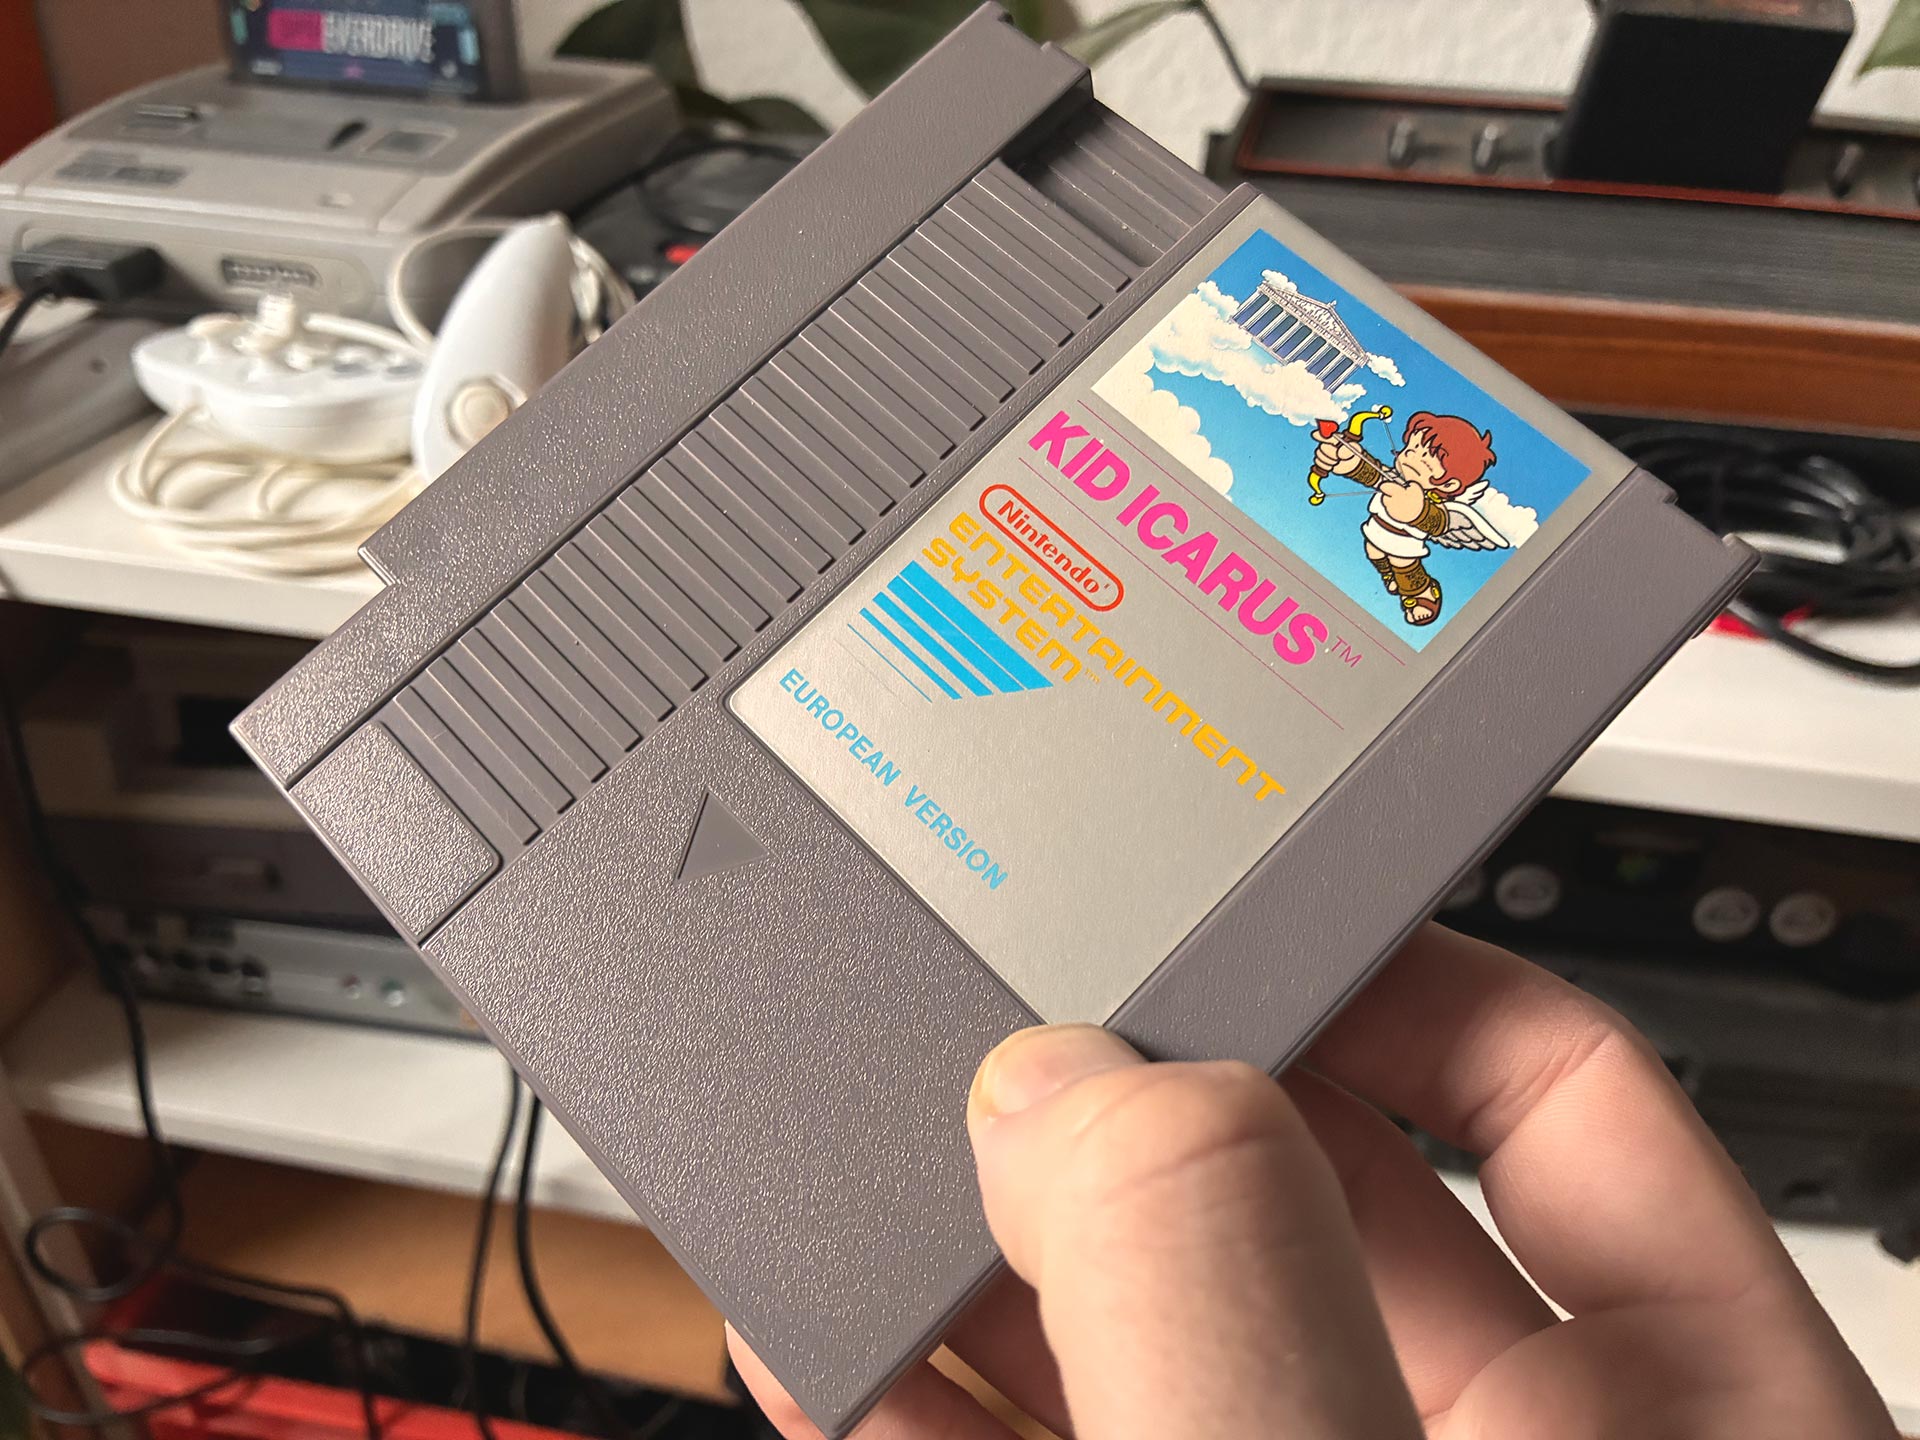 EVERDRIVE
KID ICARUS™
Nintendo®
ENTERTAINMENT
SYSTEM™
EUROPEAN VERSION